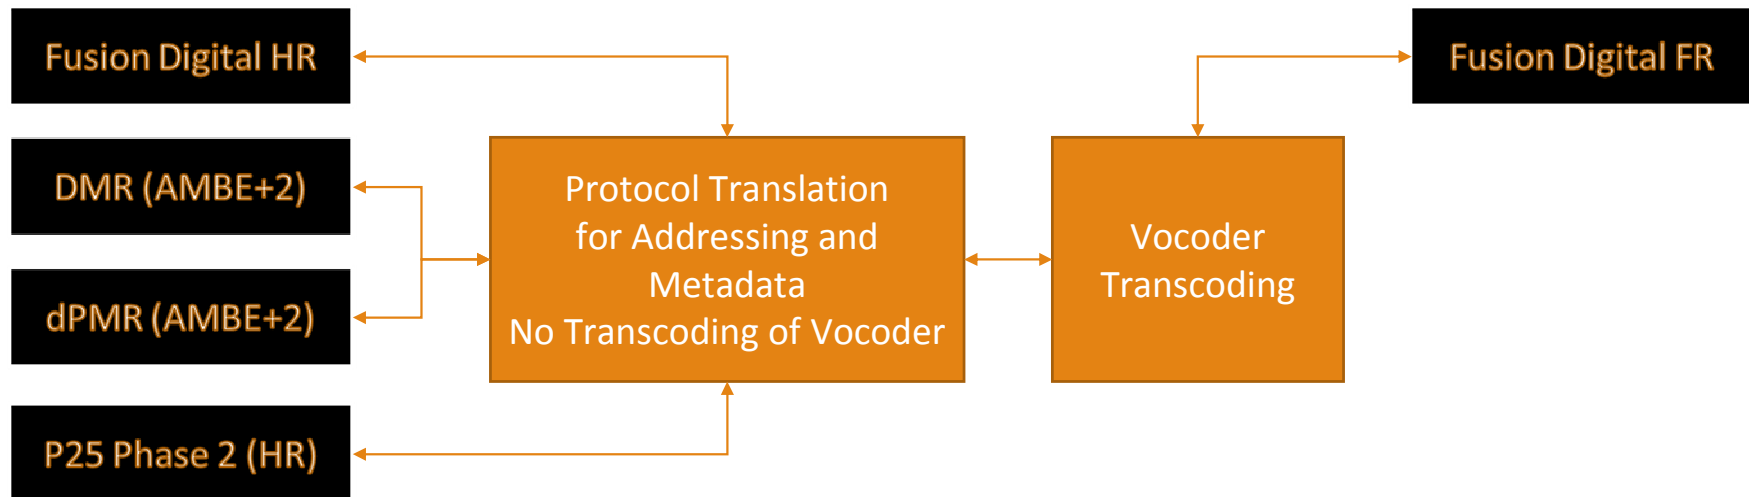 Fusion Digital HR
Fusion Digital FR
DMR (AMBE+2)
dPMR (AMBE+2)
P25 Phase 2 (HR)
Protocol Translation
for Addressing and
Metadata
No Transcoding of Vocoder
Vocoder
Transcoding